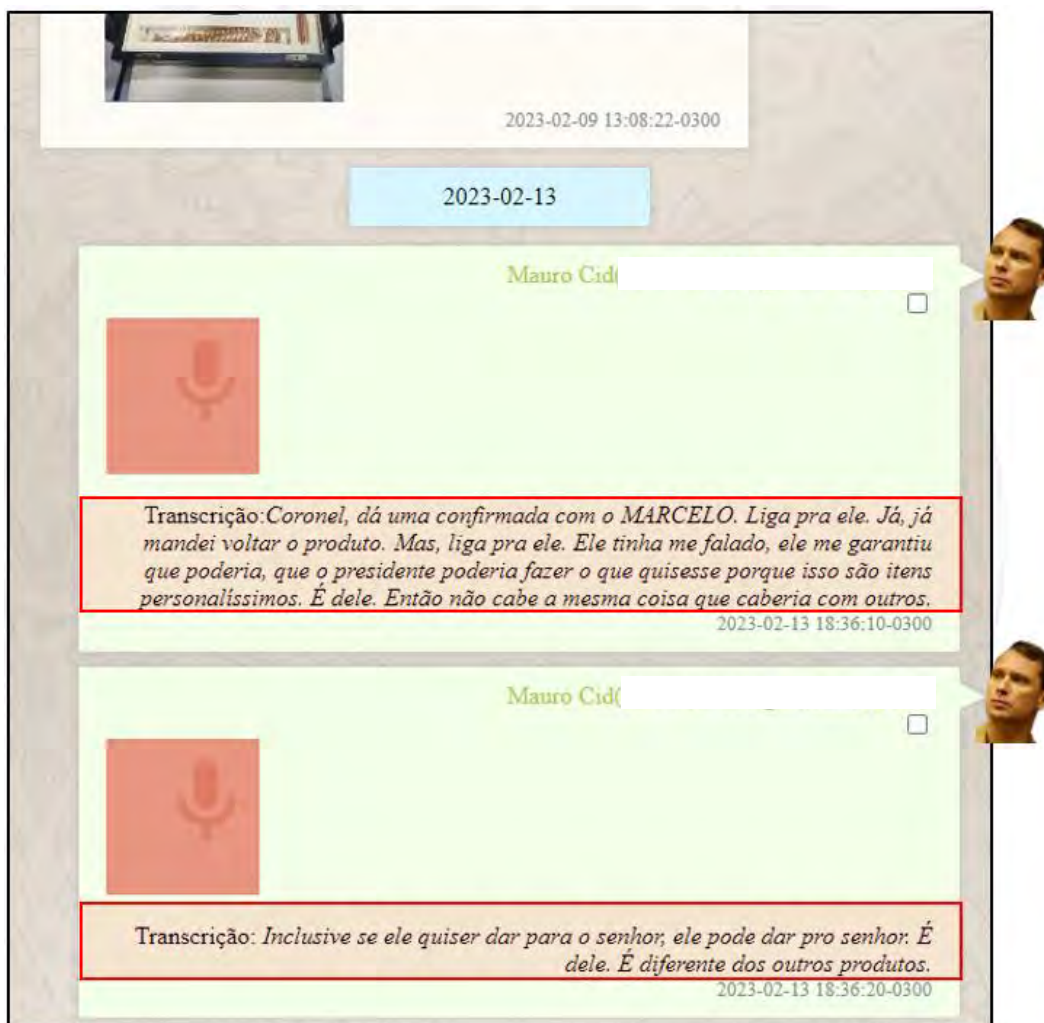 2023-02-09 13:08:22-0300
2023-02-13
Mauro Cid(
Transcrição:Coronel, dá uma confirmada com o MARCELO. Liga pra ele. Já, já
mandei voltar o produto. Mas, liga pra ele. Ele tinha me falado, ele me garantiu
que poderia, que o presidente poderia fazer o que quisesse porque isso são itens
personalíssimos. É dele. Então não cabe a mesma coisa que caberia com outros.
2023-02-13 18:36:10-0300
Mauro Cid(
Transcrição: Inclusive se ele quiser dar para o senhor, ele pode dar pro senhor. É
dele. É diferente dos outros produtos.
2023-02-13 18:36:20-0300